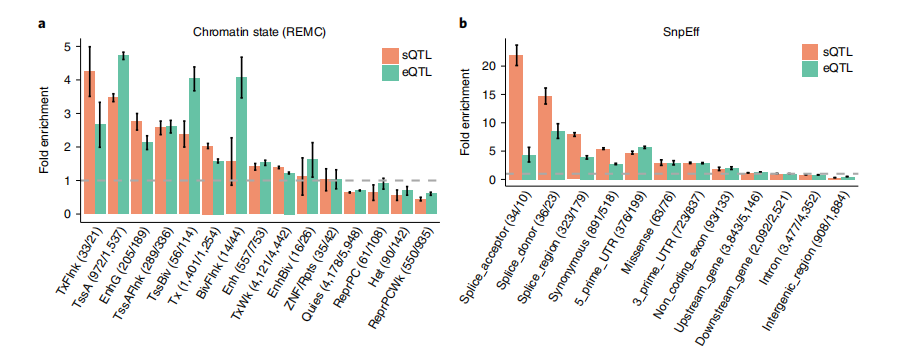 a
Chromatin state (REMC)
sQTL
eQTL
Fold enrichment
5
4
3
2
1
0
TxFlnk (33/21)
TssA (972/1,537)
EnhG (205/189)
TssAFlnk (289/336)
TssBiv (56/114)
Tx (1,401/1,254)
BivFlnk (14/44)
Enh (557/753)
TxWk (4,121/4,442)
EnhBiv (16/26)
ZNF/Rpts (35/42)
Quies (4,178/5,948)
ReprPC (61/108)
Het (90/142)
ReprPCWk (550/935)
b
SnpEff
sQTL
eQTL
Fold enrichment
20
15
10
5
0
Splice_acceptor (34/10)
Splice_donor (36/23)
Splice_region (323/179)
Synonymous (891/518)
5_prime_UTR (376/199)
Missense (63/76)
3_prime_UTR (723/837)
Non_coding_exon (93/133)
Upstream_gene (3,843/5,146)
Downstream_gene (2,092/2,521)
Intron (3,477/4,352)
Intergenic_region (908/1,884)